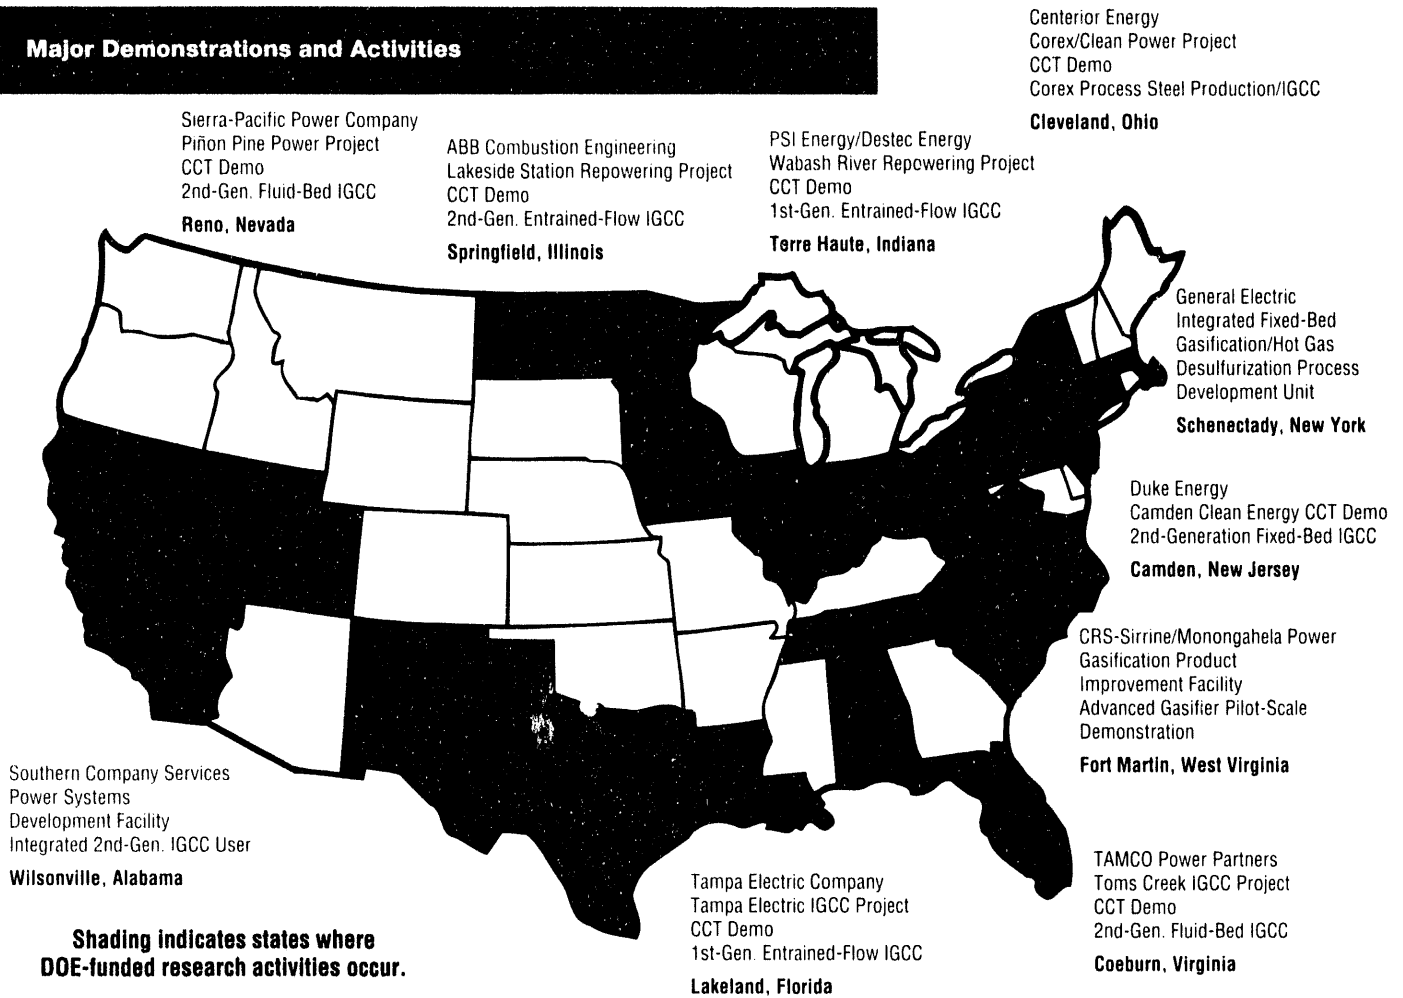 Major Demonstrations and Activities
Centerior Energy
Corex/Clean Power Project
CCT Demo
Corex Process Steel Production/IGCC
Cleveland, Ohio
Sierra-Pacific Power Company
Piñon Pine Power Project
CCT Demo
2nd-Gen. Fluid-Bed IGCC
Reno, Nevada
ABB Combustion Engineering
Lakeside Station Repowering Project
CCT Demo
2nd-Gen. Entrained-Flow IGCC
Springfield, Illinois
PSI Energy/Destec Energy
Wabash River Repowering Project
CCT Demo
1st-Gen. Entrained-Flow IGCC
Terre Haute, Indiana
General Electric
Integrated Fixed-Bed
Gasification/Hot Gas
Desulfurization Process
Development Unit
Schenectady, New York
Duke Energy
Camden Clean Energy CCT Demo
2nd-Generation Fixed-Bed IGCC
Camden, New Jersey
CRS-Sirrine/Monongahela Power
Gasification Product
Improvement Facility
Advanced Gasifier Pilot-Scale
Demonstration
Fort Martin, West Virginia
Southern Company Services
Power Systems
Development Facility
Integrated 2nd-Gen. IGCC User
Wilsonville, Alabama
TAMCO Power Partners
Toms Creek IGCC Project
CCT Demo
2nd-Gen. Fluid-Bed IGCC
Coeburn, Virginia
Tampa Electric Company
Tampa Electric IGCC Project
CCT Demo
1st-Gen. Entrained-Flow IGCC
Lakeland, Florida
Shading indicates states where
DOE-funded research activities occur.